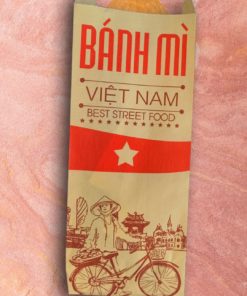 BÁNH MÌ
VIỆT NAM
BEST STREET FOOD